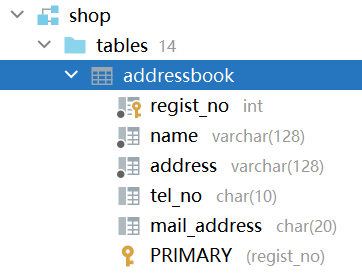 shop
tables 14
addressbook
regist_no int
name varchar(128)
address varchar(128)
tel_no char(10)
mail_address char(20)
PRIMARY (regist_no)